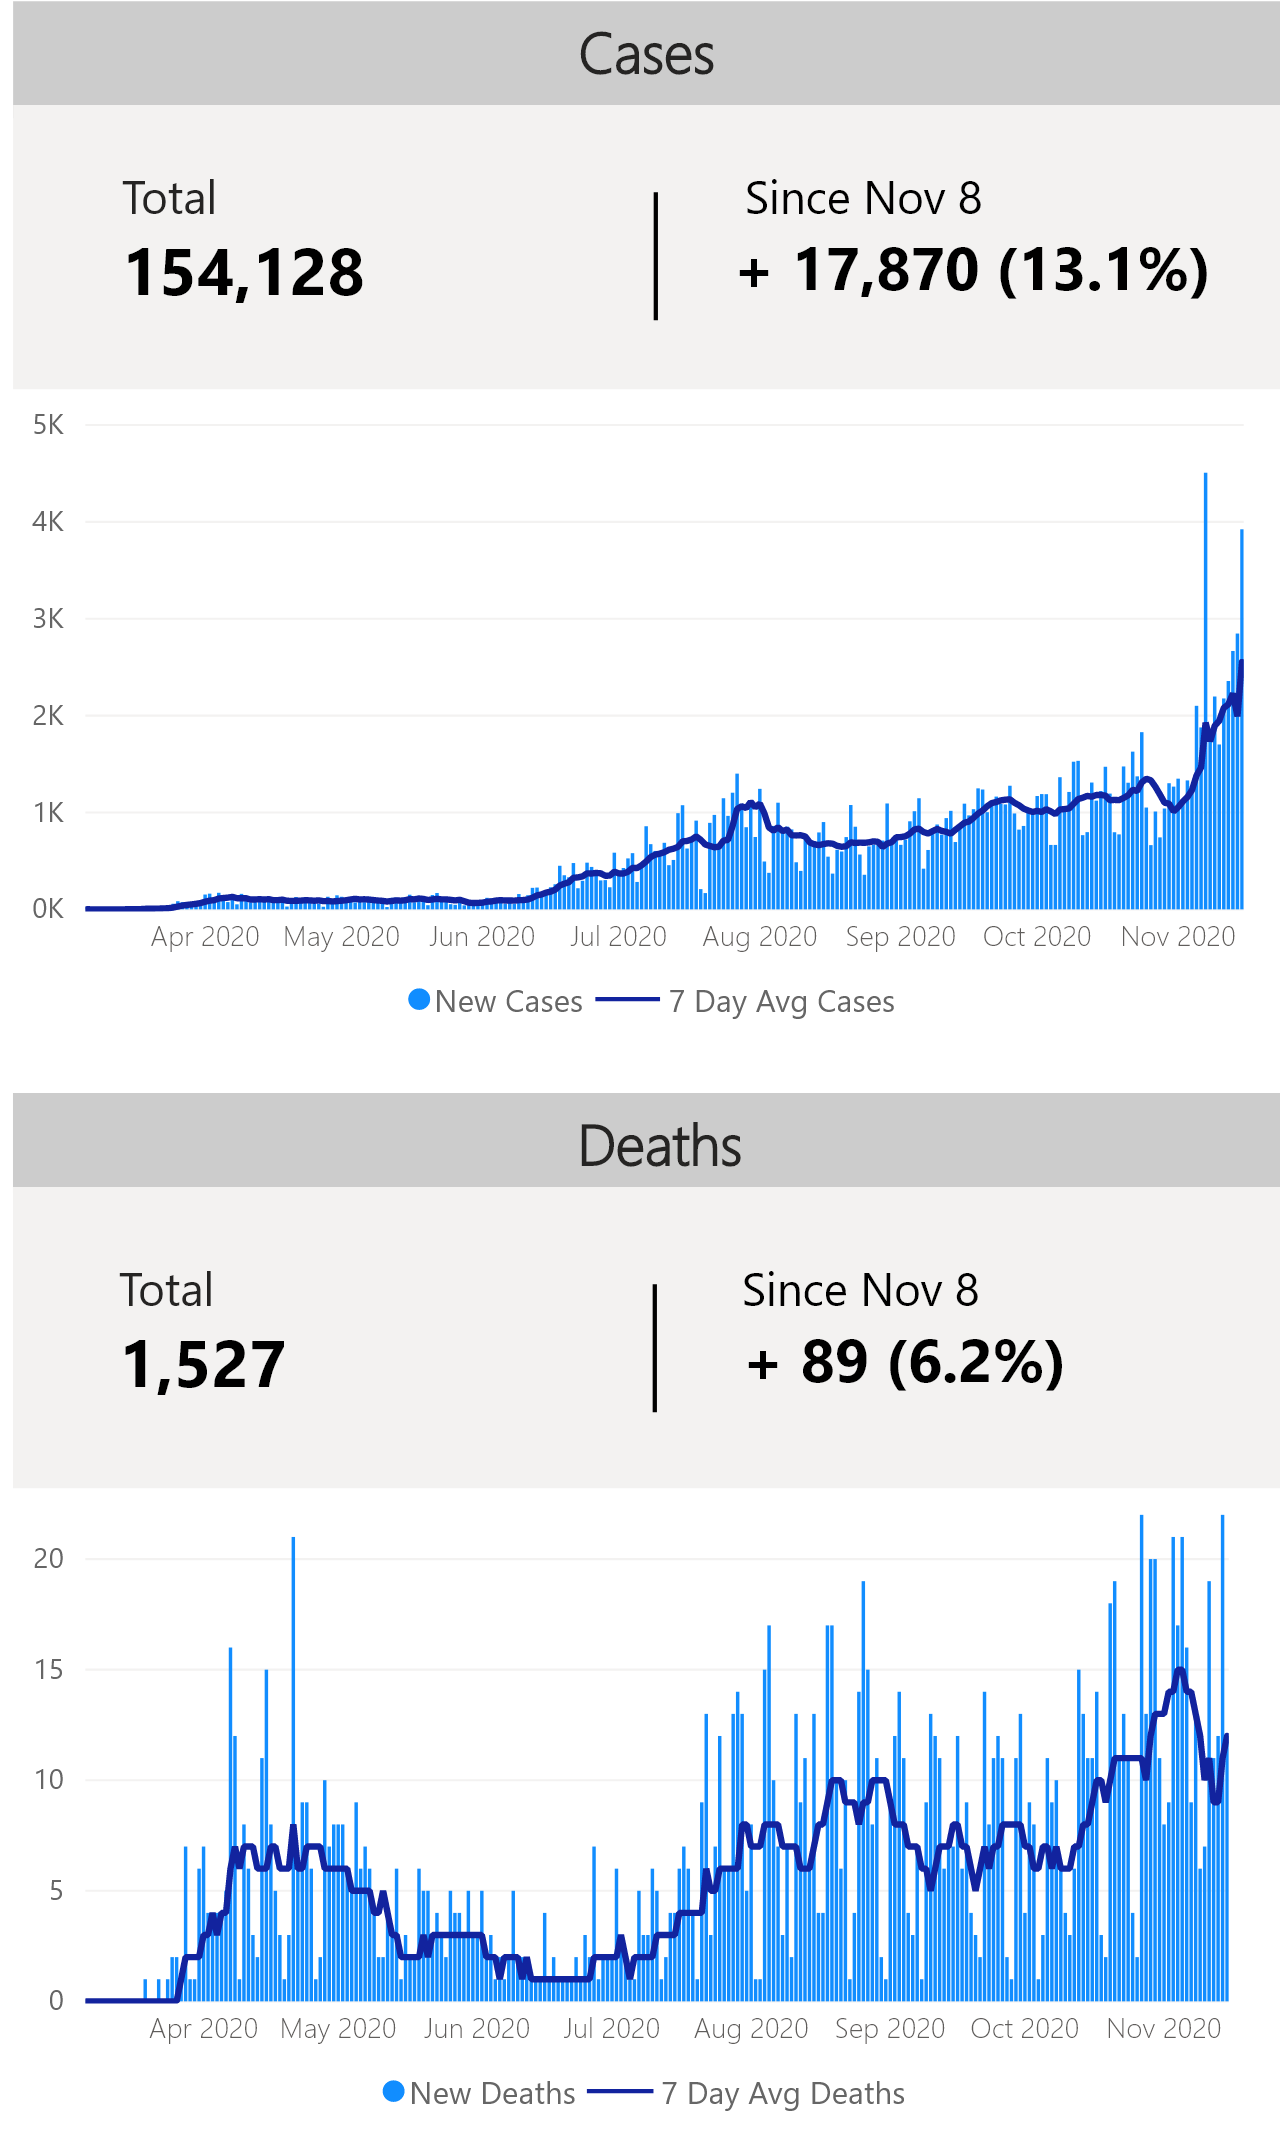 Cases
Total
154,128
Since Nov 8
+ 17,870 (13.1%)
5K
4K
3K
2K
1K
0K
Apr 2020 May 2020 Jun 2020 Jul 2020 Aug 2020 Sep 2020 Oct 2020 Nov 2020
New Cases 7 Day Avg Cases
Deaths
Total
1,527
Since Nov 8
+ 89 (6.2%)
20
15
10
5
0
Apr 2020 May 2020 Jun 2020 Jul 2020 Aug 2020 Sep 2020 Oct 2020 Nov 2020
New Deaths 7 Day Avg Deaths